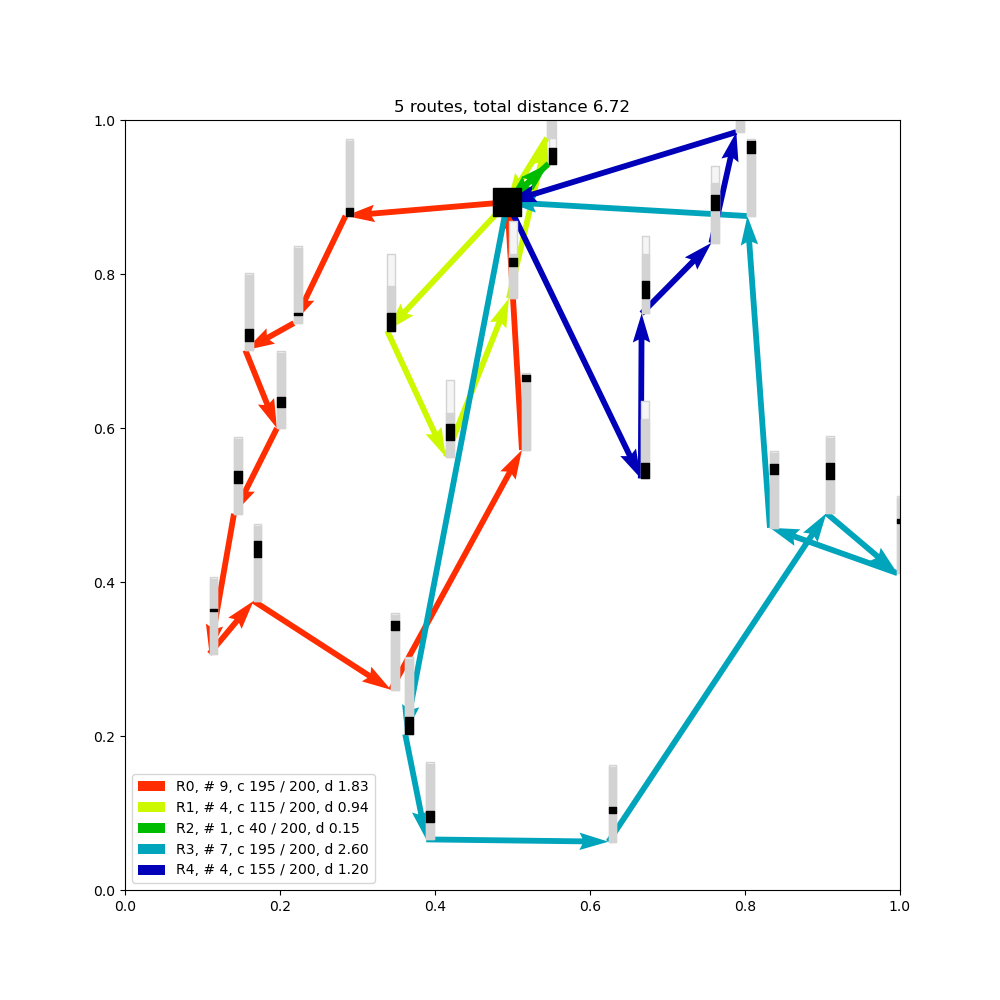 5 routes, total distance 6.72
1.0
0.8
0.6
0.4
0.2
0.0
R0, # 9, c 195 / 200, d 1.83
R1, # 4, c 115 / 200, d 0.94
R2, # 1, c 40 / 200, d 0.15
R3, # 7, c 195 / 200, d 2.60
R4, # 4, c 155 / 200, d 1.20
0.0 0.2 0.4 0.6 0.8 1.0